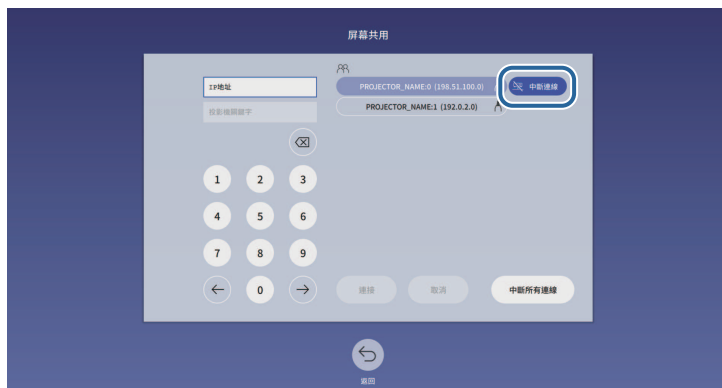 屏幕共用
IP地址
投影機關鍵字
PROJECTOR_NAME:0 (198.51.100.0)
中斷連線
PROJECTOR_NAME:1 (192.0.2.0)
1 2 3
4 5 6
7 8 9
0
連接
取消
中斷所有連線
返回